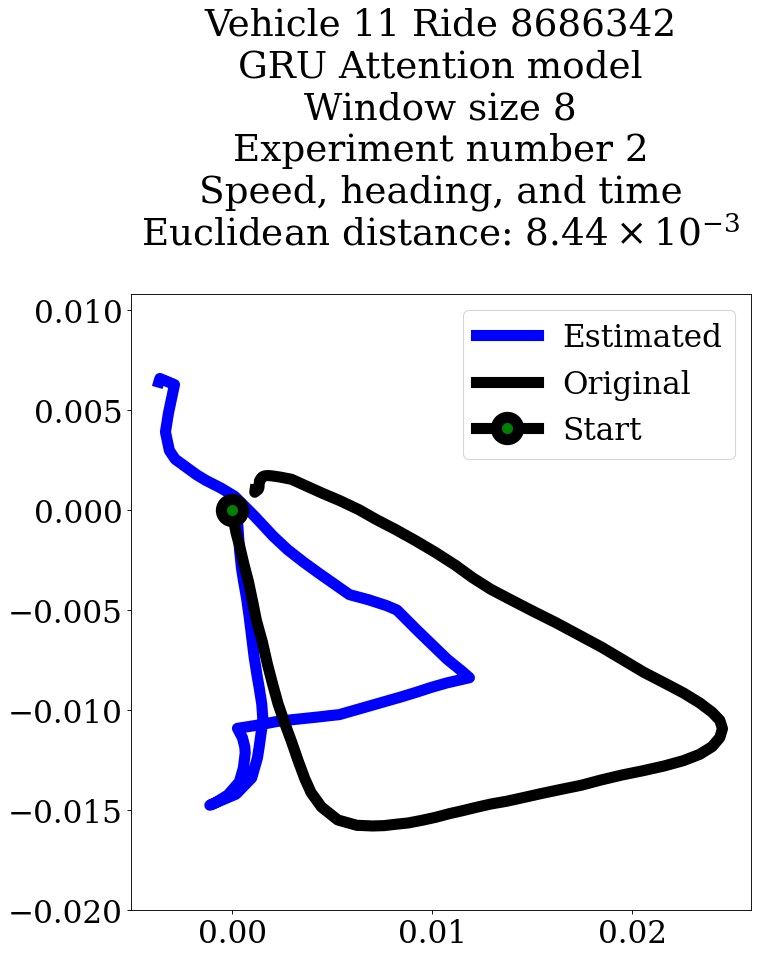 Vehicle 11 Ride 8686342
GRU Attention model
Window size 8
Experiment number 2
Speed, heading, and time
Euclidean distance: 8.44 × 10⁻³
0.010
0.005
0.000
−0.005
−0.010
−0.015
−0.020
Estimated
Original
Start
0.00
0.01
0.02